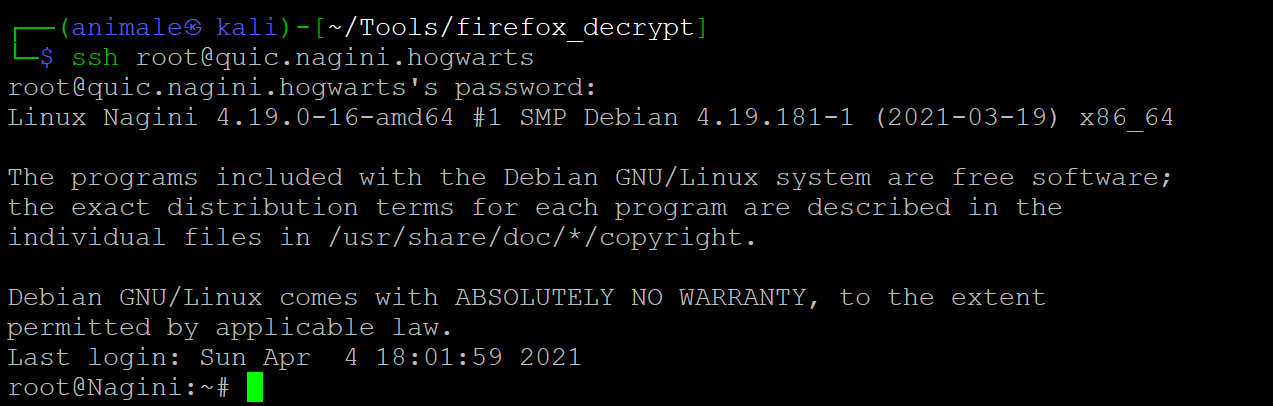 ┌──(animale㉿ kali)-[~/Tools/firefox_decrypt]
└─$ ssh root@quic.nagini.hogwarts
root@quic.nagini.hogwarts's password:
Linux Nagini 4.19.0-16-amd64 #1 SMP Debian 4.19.181-1 (2021-03-19) x86_64

The programs included with the Debian GNU/Linux system are free software;
the exact distribution terms for each program are described in the
individual files in /usr/share/doc/*/copyright.

Debian GNU/Linux comes with ABSOLUTELY NO WARRANTY, to the extent
permitted by applicable law.
Last login: Sun Apr  4 18:01:59 2021
root@Nagini:~#